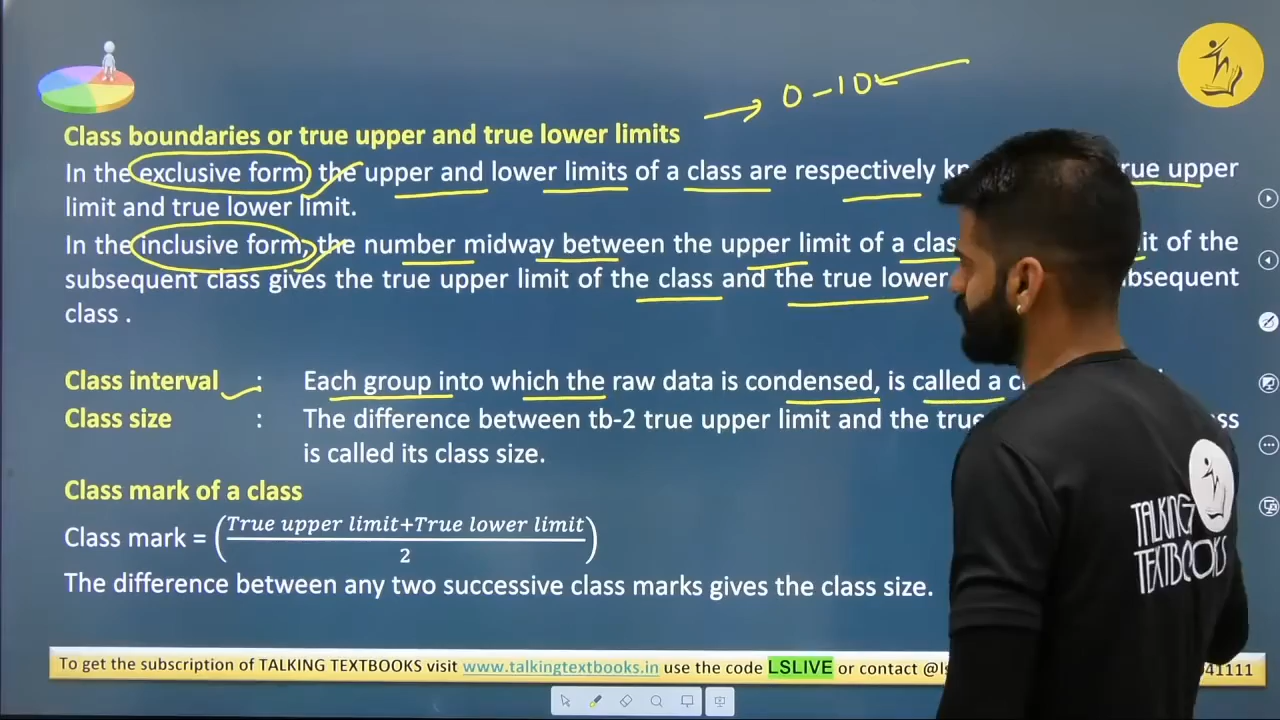 0-10
Class boundaries or true upper and true lower limits
In the exclusive form, the upper and lower limits of a class are respectively true upper
limit and true lower limit.
In the inclusive form, the number midway between the upper limit of a of the
subsequent class gives the true upper limit of the class and the true lower subsequent
class .
Class interval : Each group into which the raw data is condensed, is called a
Class size : The difference between tb-2 true upper limit and the true
is called its class size.
Class mark of a class
Class mark = (True upper limit+True lower limit
2)
The difference between any two successive class marks gives the class size.
TALKING
TEXTBOOKS
To get the subscription of TALKING TEXTBOOKS visit www.talkingtextbooks.in use the code LSLIVE or contact 41111